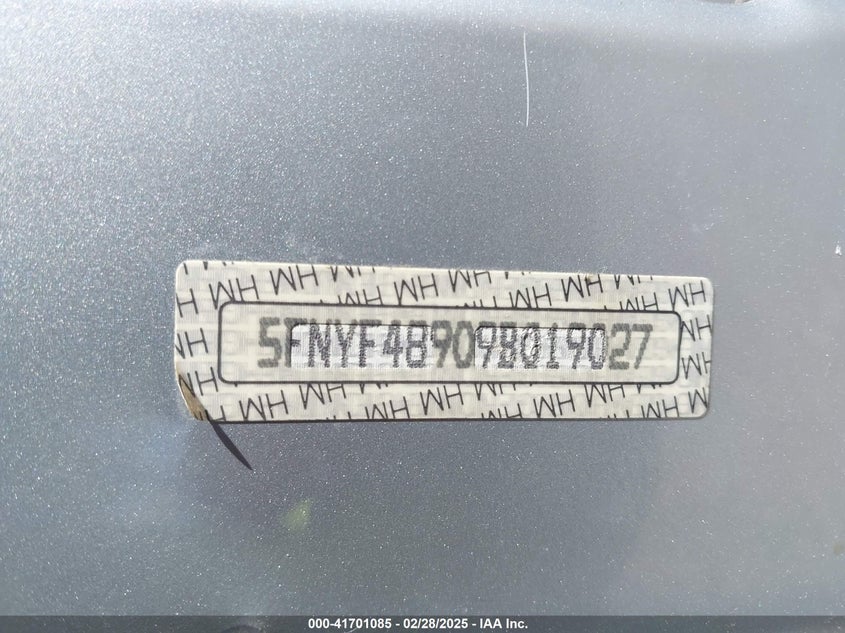 5FNYF48909B019027
000-41701085 — 02/28/2025 — IAA Inc.